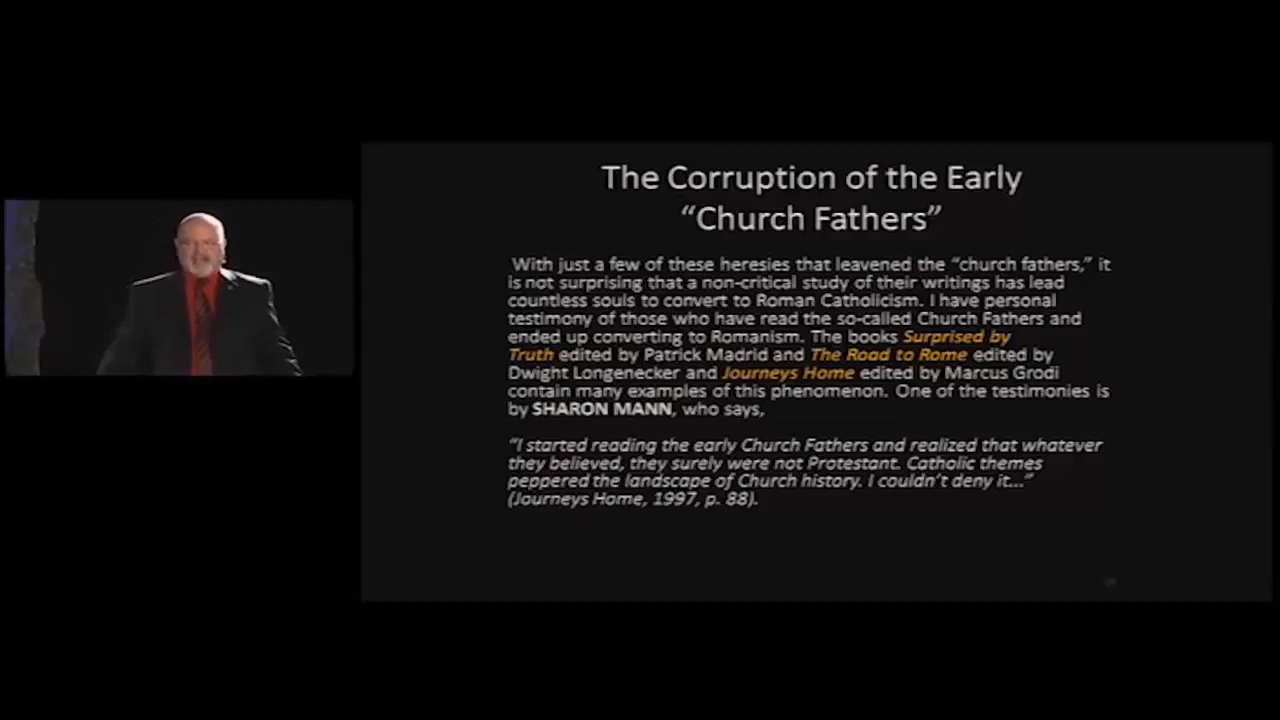 The Corruption of the Early
“Church Fathers”
With just a few of these heresies that leavened the “church fathers,” it
is not surprising that a non-critical study of their writings has lead
countless souls to convert to Roman Catholicism. I have personal
testimony of those who have read the so-called Church Fathers and
ended up converting to Romanism. The books Surprised by
Truth edited by Patrick Madrid and The Road to Rome edited by
Dwight Longenecker and Journeys Home edited by Marcus Grodi
contain many examples of this phenomenon. One of the testimonies is
by SHARON MANN, who says,
“I started reading the early Church Fathers and realized that whatever
they believed, they surely were not Protestant. Catholic themes
peppered the landscape of Church history. I couldn’t deny it...”
(Journeys Home, 1997, p. 88).